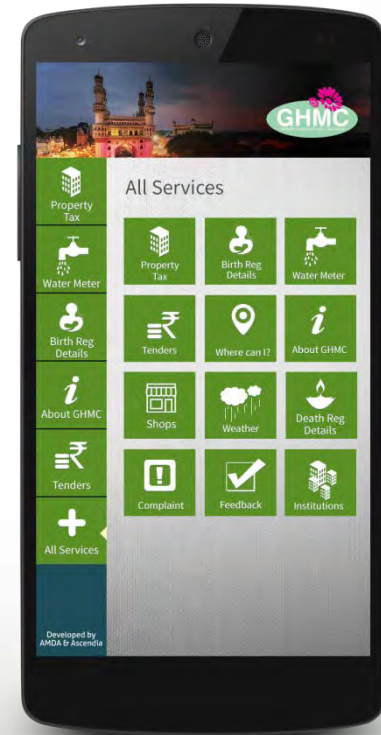 GHMC
Property
Tax
Water Meter
Birth Reg
Details
About GHMC
Tenders
All Services
Developed by
AMDA & Ascendia
All Services
Property
Tax
Birth Reg
Details
Water Meter
Tenders
Where can I?
About GHMC
Shops
Weather
Death Reg
Details
Complaint
Feedback
Institutions